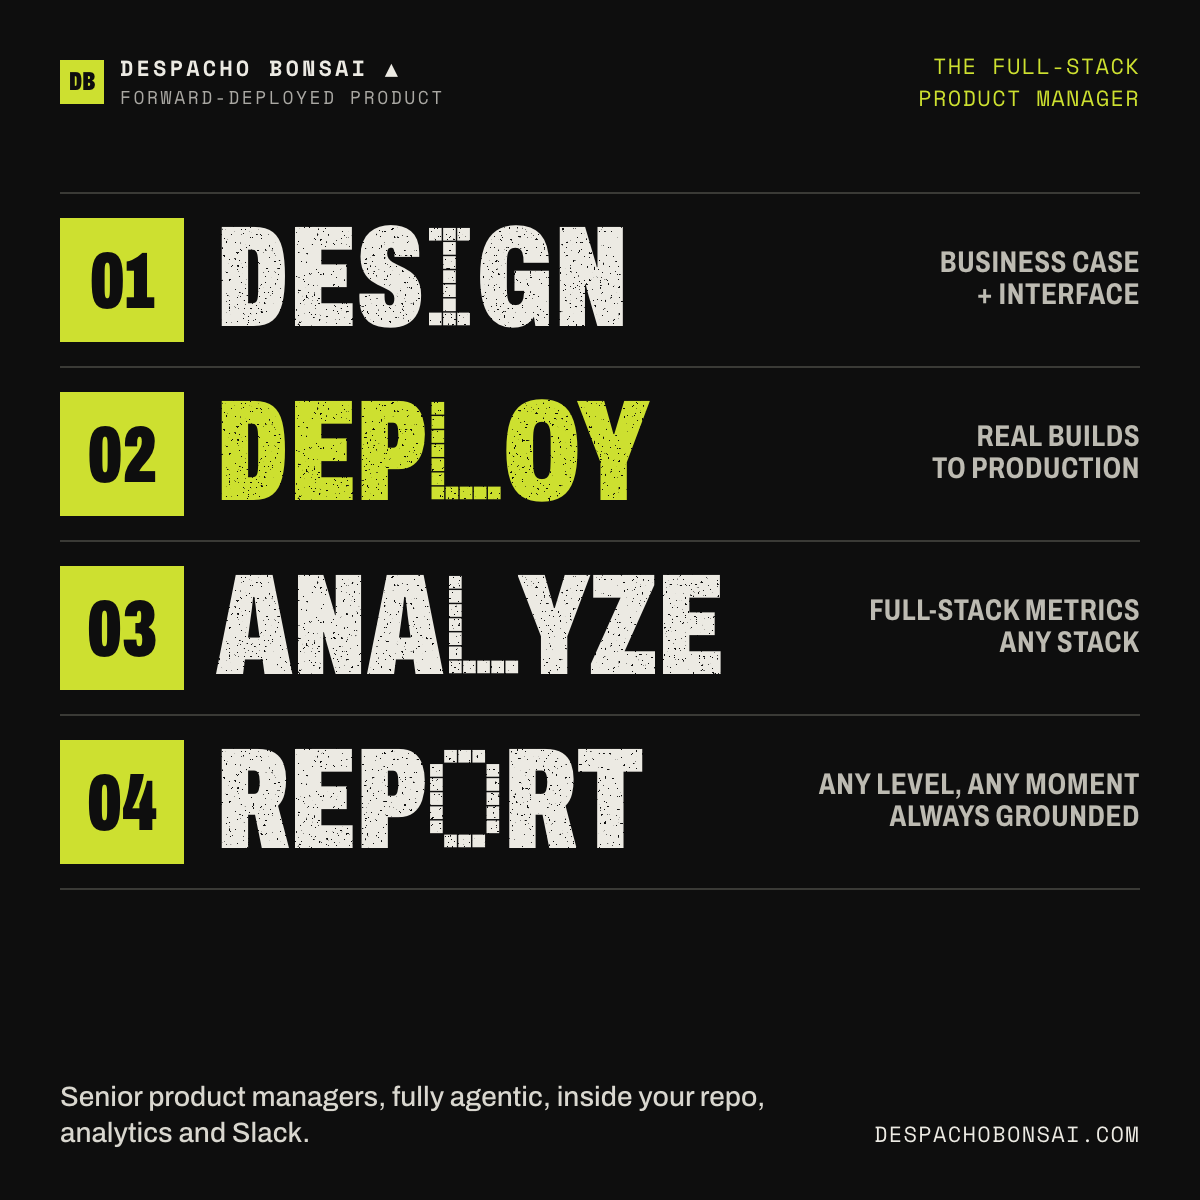 DB
DESPACHO BONSAI ▲
FORWARD-DEPLOYED PRODUCT
THE FULL-STACK
PRODUCT MANAGER
01
DESIGN
BUSINESS CASE
+ INTERFACE
02
DEPLOY
REAL BUILDS
TO PRODUCTION
03
ANALYZE
FULL-STACK METRICS
ANY STACK
04
REPORT
ANY LEVEL, ANY MOMENT
ALWAYS GROUNDED
Senior product managers, fully agentic, inside your repo,
analytics and Slack.
DESPACHOBONSAI.COM